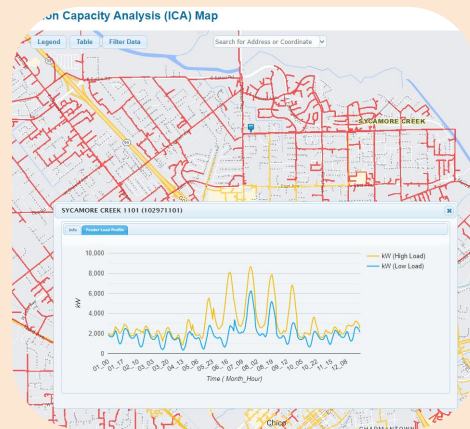 on Capacity Analysis (ICA) Map
Legend
Table
Filter Data
Search for Address or Coordinate
SYCAMORE CREEK
SYCAMORE CREEK 1101 (102971101)
Info
Feeder Load Profile
10,000
8,000
6,000
4,000
2,000
0
kW
kW (High Load)
kW (Low Load)
01_00
01_17
02_10
03_03
03_20
04_13
05_06
05_23
06_16
07_09
08_02
08_18
09_12
10_05
10_22
11_15
12_08
Time ( Month_Hour)
Chico
CHAPMANTOWN